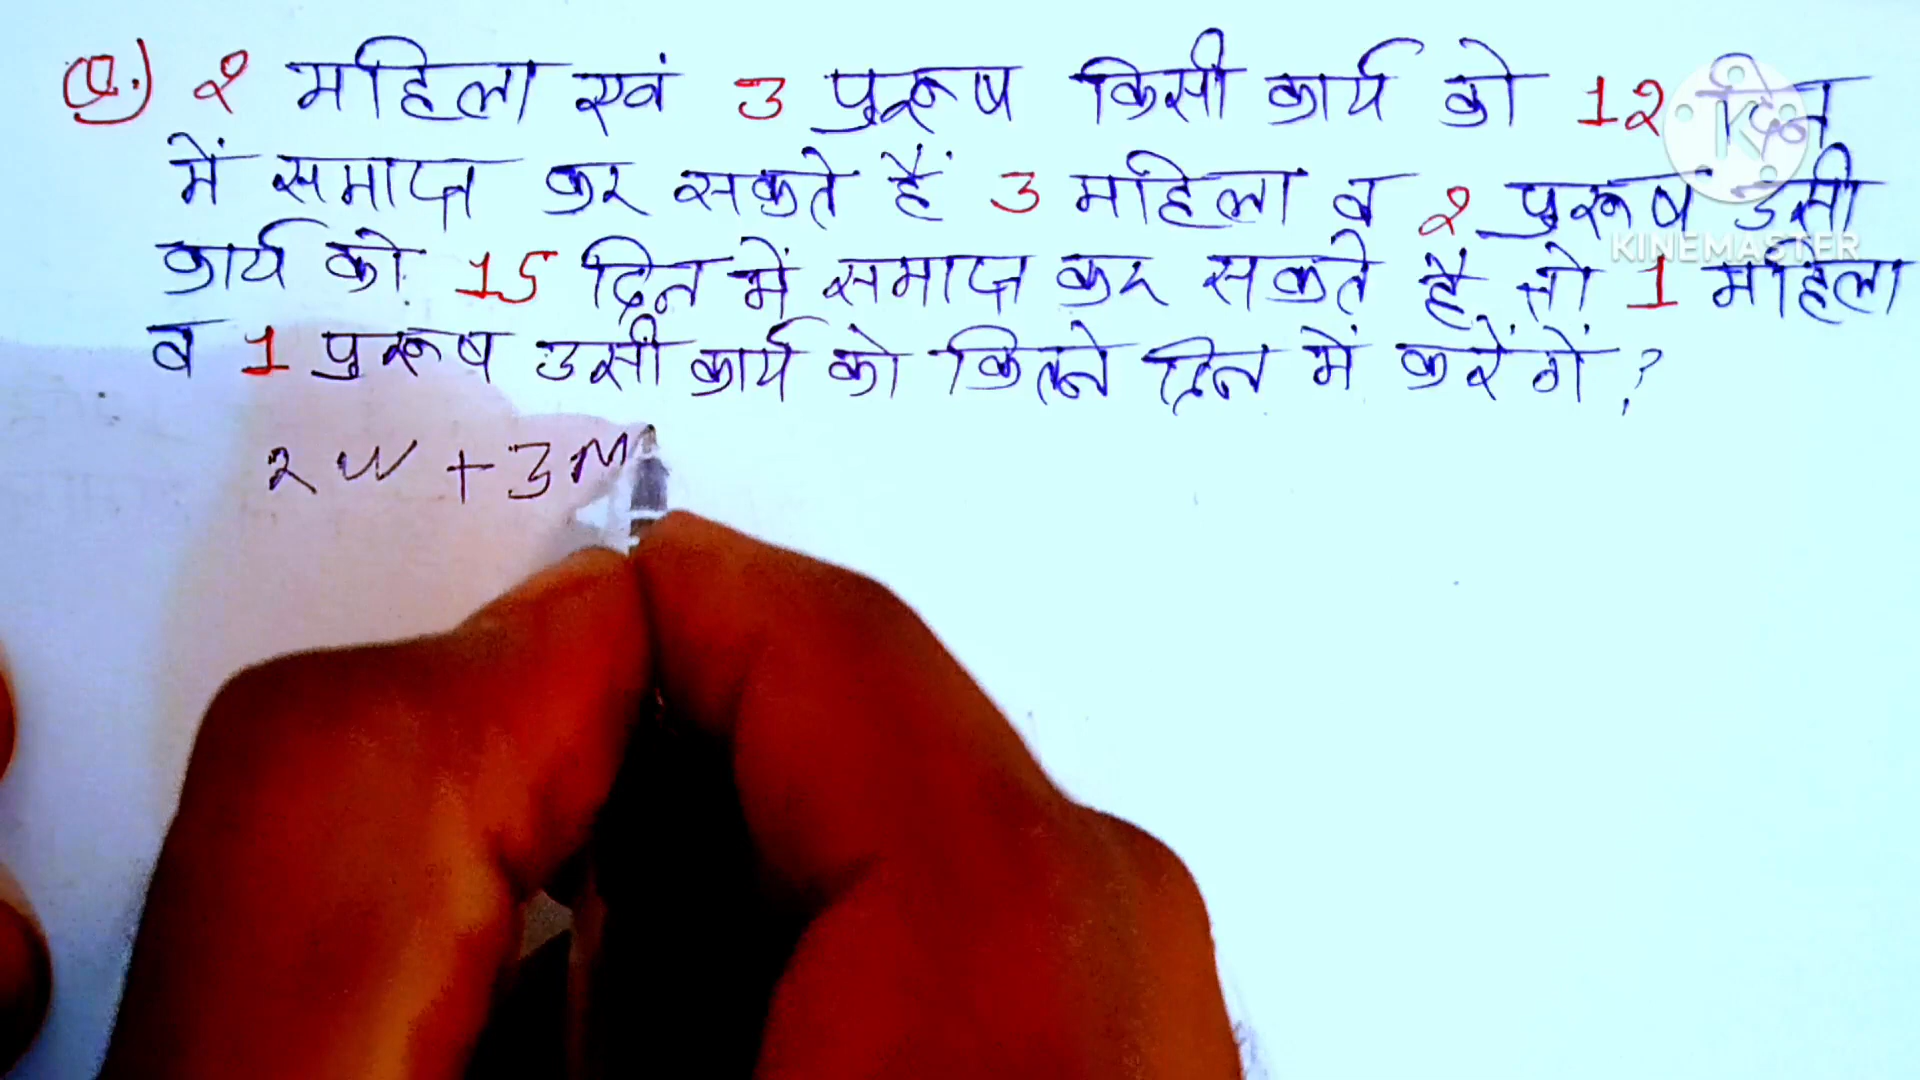 Q.) 2 महिला एवं 3 पुरूष किसी कार्य को 12 दिन
में समाप्त कर सकते हैं 3 महिला व 2 पुरूष उसी
कार्य को 15 दिन में समाप्त कर सकते है तो 1 महिला
व 1 पुरूष उसी कार्य को कितने दिन में करेंगें ?
2W + 3M
K
KINEMASTER